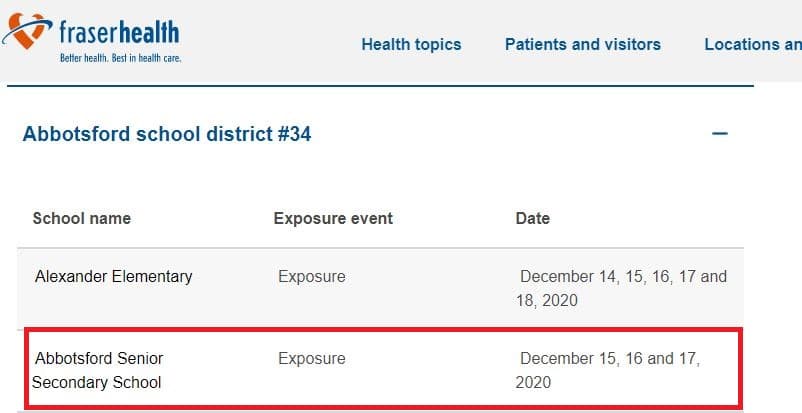 fraserhealth
Better health. Best in health care.
Health topics Patients and visitors Locations an
Abbotsford school district #34
School name Exposure event Date
Alexander Elementary Exposure December 14, 15, 16, 17 and
18, 2020
Abbotsford Senior Exposure December 15, 16 and 17,
Secondary School 2020